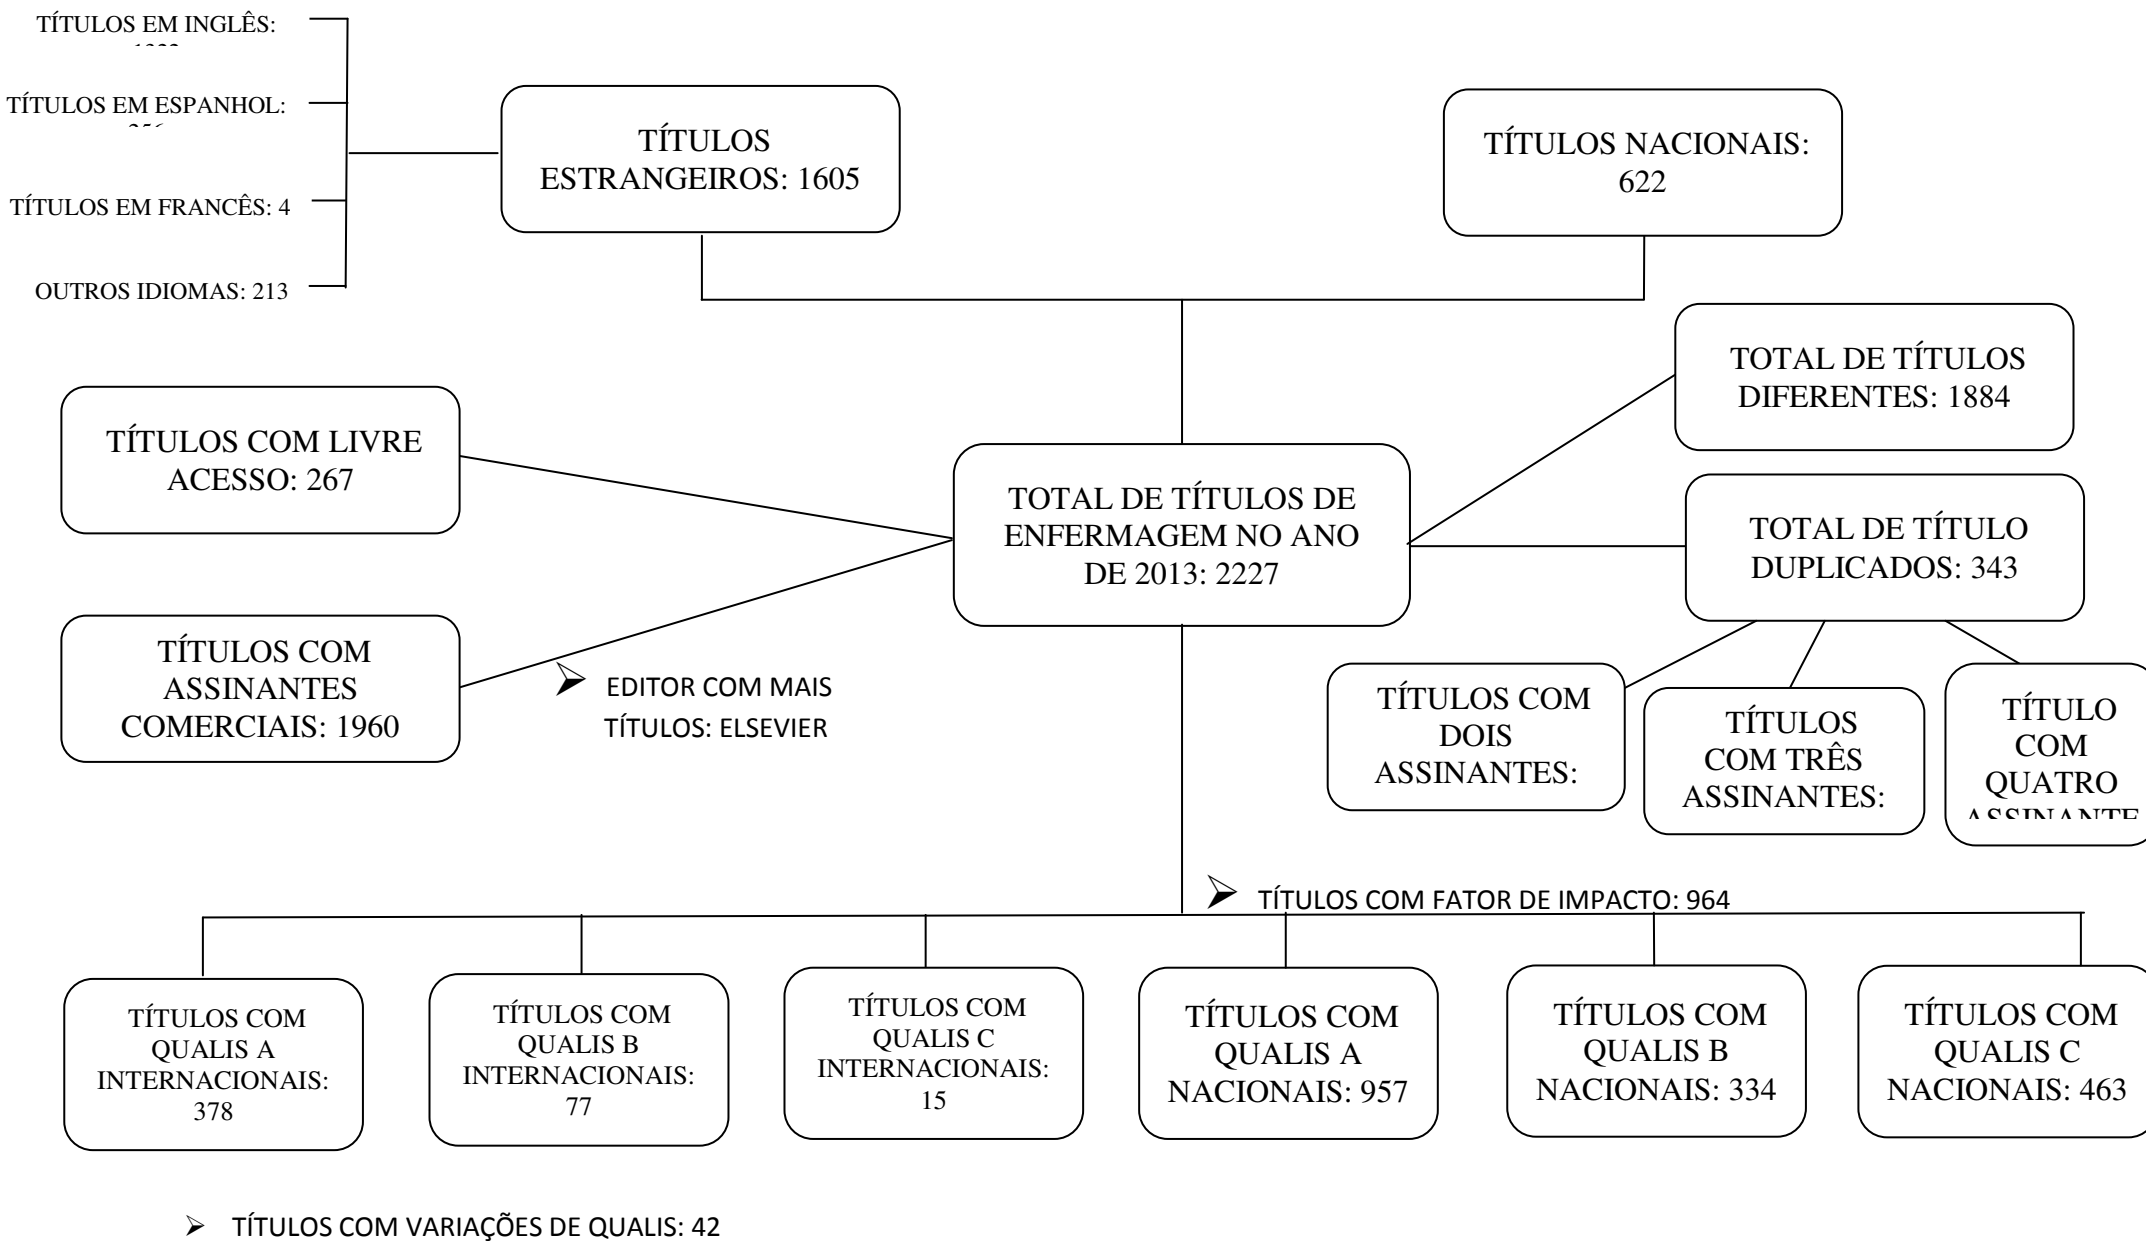 TÍTULOS EM INGLÊS:
TÍTULOS EM ESPANHOL:
TÍTULOS EM FRANCÊS: 4
OUTROS IDIOMAS: 213
TÍTULOS
ESTRANGEIROS: 1605
TÍTULOS NACIONAIS:
622
TOTAL DE TÍTULOS
DIFERENTES: 1884
TÍTULOS COM LIVRE
ACESSO: 267
TOTAL DE TÍTULOS DE
ENFERMAGEM NO ANO
DE 2013: 2227
TOTAL DE TÍTULO
DUPLICADOS: 343
TÍTULOS COM
ASSINANTES
COMERCIAIS: 1960
EDITOR COM MAIS
TÍTULOS: ELSEVIER
TÍTULOS COM
DOIS
ASSINANTES:
TÍTULOS
COM TRÊS
ASSINANTES:
TÍTULO
COM
QUATRO
ASSINANTE
TÍTULOS COM FATOR DE IMPACTO: 964
TÍTULOS COM
QUALIS A
INTERNACIONAIS:
378
TÍTULOS COM
QUALIS B
INTERNACIONAIS:
77
TÍTULOS COM
QUALIS C
INTERNACIONAIS:
15
TÍTULOS COM
QUALIS A
NACIONAIS: 957
TÍTULOS COM
QUALIS B
NACIONAIS: 334
TÍTULOS COM
QUALIS C
NACIONAIS: 463
TÍTULOS COM VARIAÇÕES DE QUALIS: 42